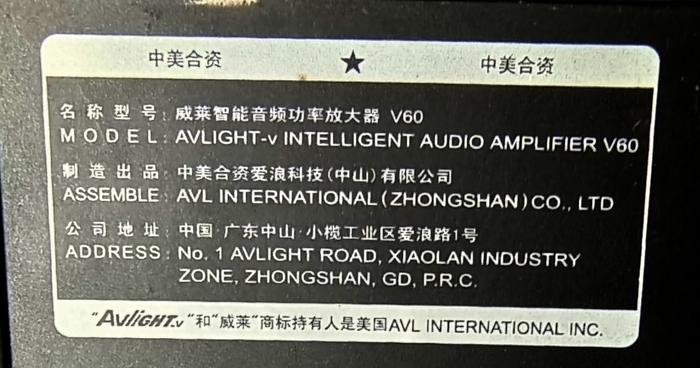 中美合资 ★ 中美合资
名称型号: 威莱智能音频功率放大器 V60
MODEL: AVLIGHT-v INTELLIGENT AUDIO AMPLIFIER V60
制造出品: 中美合资爱浪科技(中山)有限公司
ASSEMBLE: AVL INTERNATIONAL(ZHONGSHAN)CO., LTD
公司地址: 中国·广东中山·小榄工业区爱浪路1号
ADDRESS: No. 1 AVLIGHT ROAD, XIAOLAN INDUSTRY
ZONE, ZHONGSHAN, GD, P.R.C.
"AvlighT.v"和"威莱"商标持有人是美国AVL INTERNATIONAL INC.